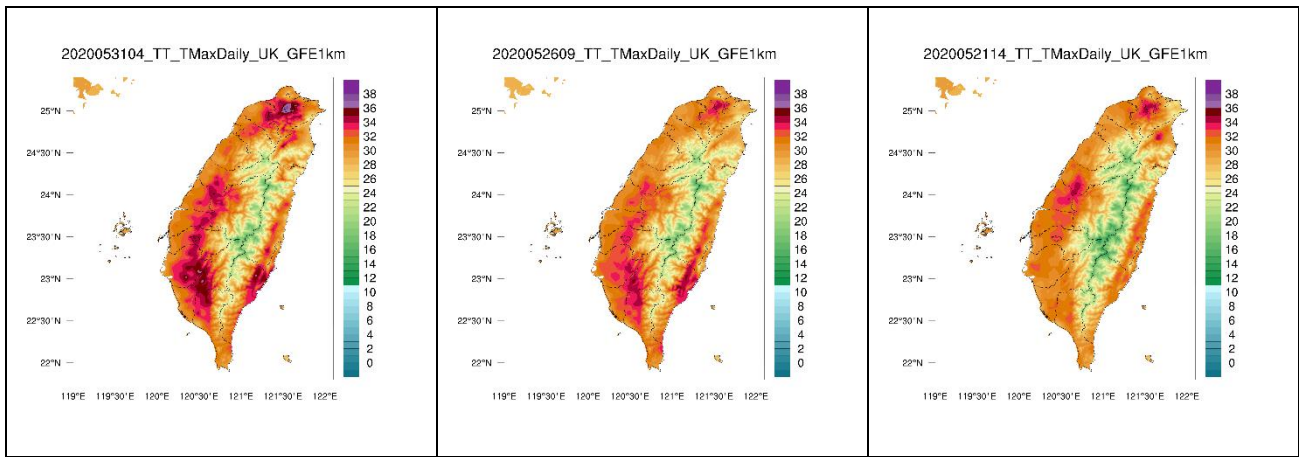 2020053104_TT_TMaxDaily_UK_GFE1km
25°N
24°30´N
24°N
23°30´N
23°N
22°30´N
22°N
38
36
34
32
30
28
26
24
22
20
18
16
14
12
10
8
6
4
2
0
119°E 119°30´E 120°E 120°30´E 121°E 121°30´E 122°E
2020052609_TT_TMaxDaily_UK_GFE1km
25°N
24°30´N
24°N
23°30´N
23°N
22°30´N
22°N
38
36
34
32
30
28
26
24
22
20
18
16
14
12
10
8
6
4
2
0
119°E 119°30´E 120°E 120°30´E 121°E 121°30´E 122°E
2020052114_TT_TMaxDaily_UK_GFE1km
25°N
24°30´N
24°N
23°30´N
23°N
22°30´N
22°N
38
36
34
32
30
28
26
24
22
20
18
16
14
12
10
8
6
4
2
0
119°E 119°30´E 120°E 120°30´E 121°E 121°30´E 122°E